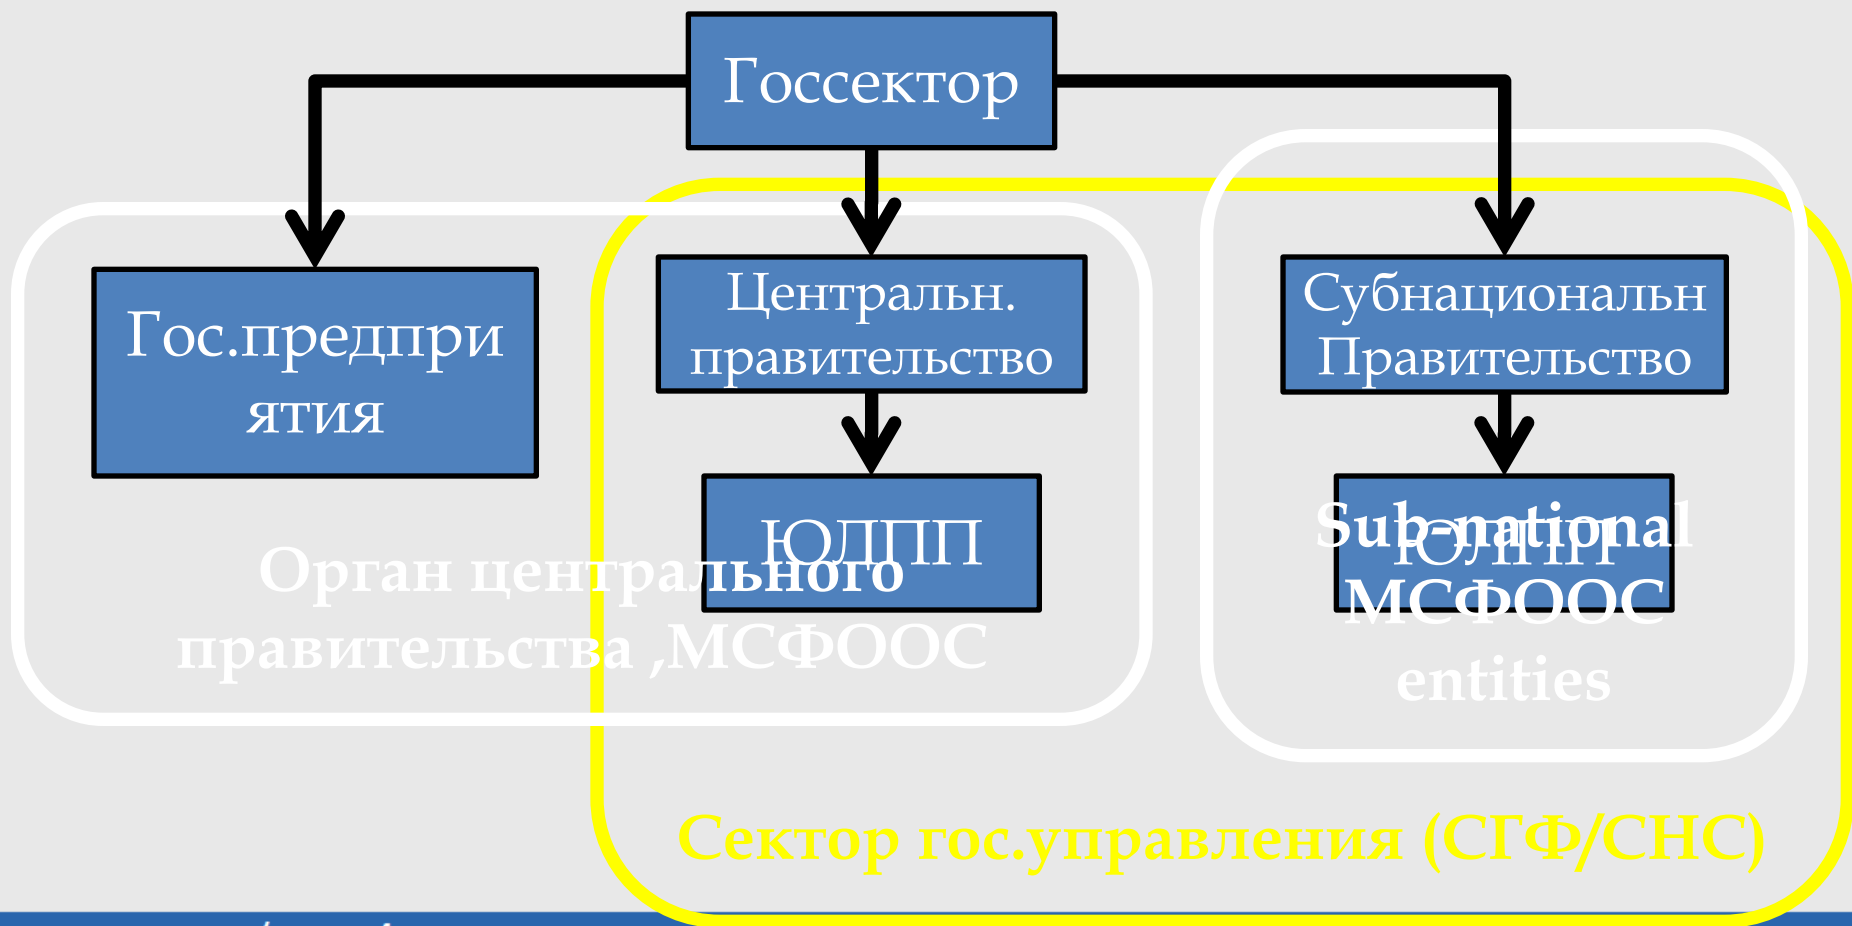 Госсектор
Гос.предпри
ятия
Центральн.
правительство
Субнациональн
Правительство
ЮДПП
ЮЛПП
Орган центрального
правительства ,МСФООС
Sub-national
МСФООС
entities
Сектор гос.управления (СГФ/СНС)